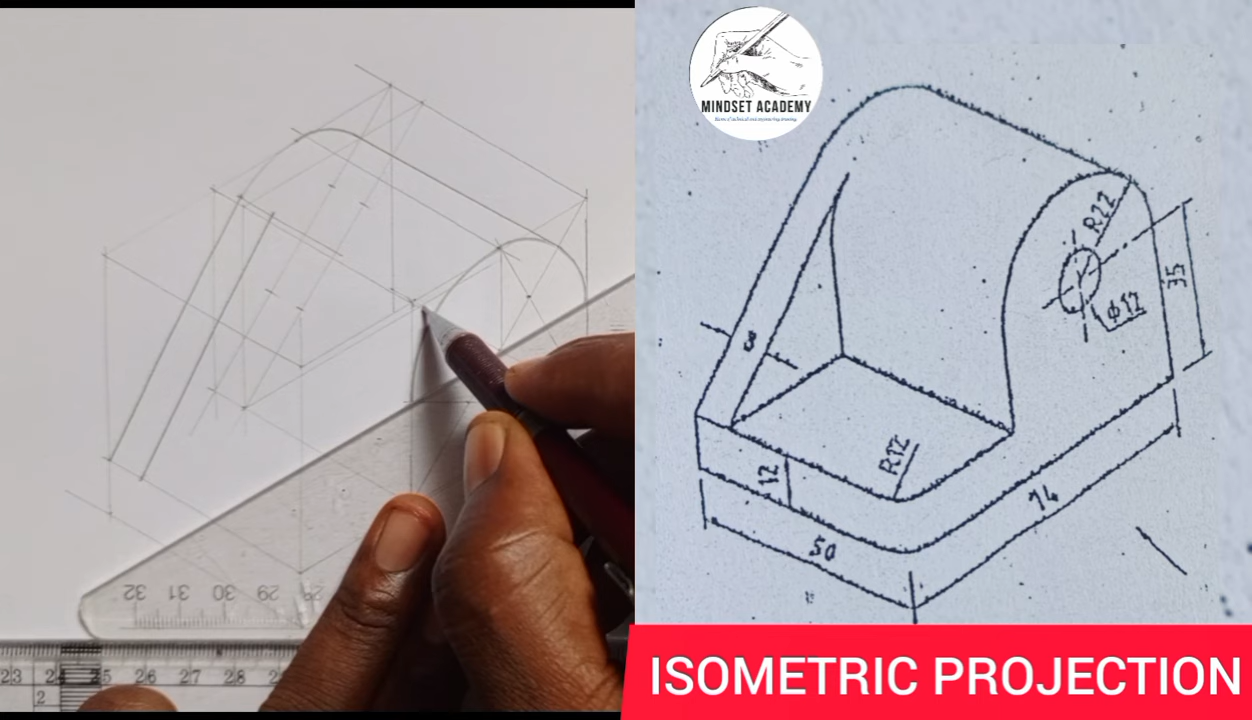 MINDSET ACADEMY
R22
35
Ø12
8
R12
12
74
50
32 31 30 29 28
23 24 25 26 27 28
2
ISOMETRIC PROJECTION